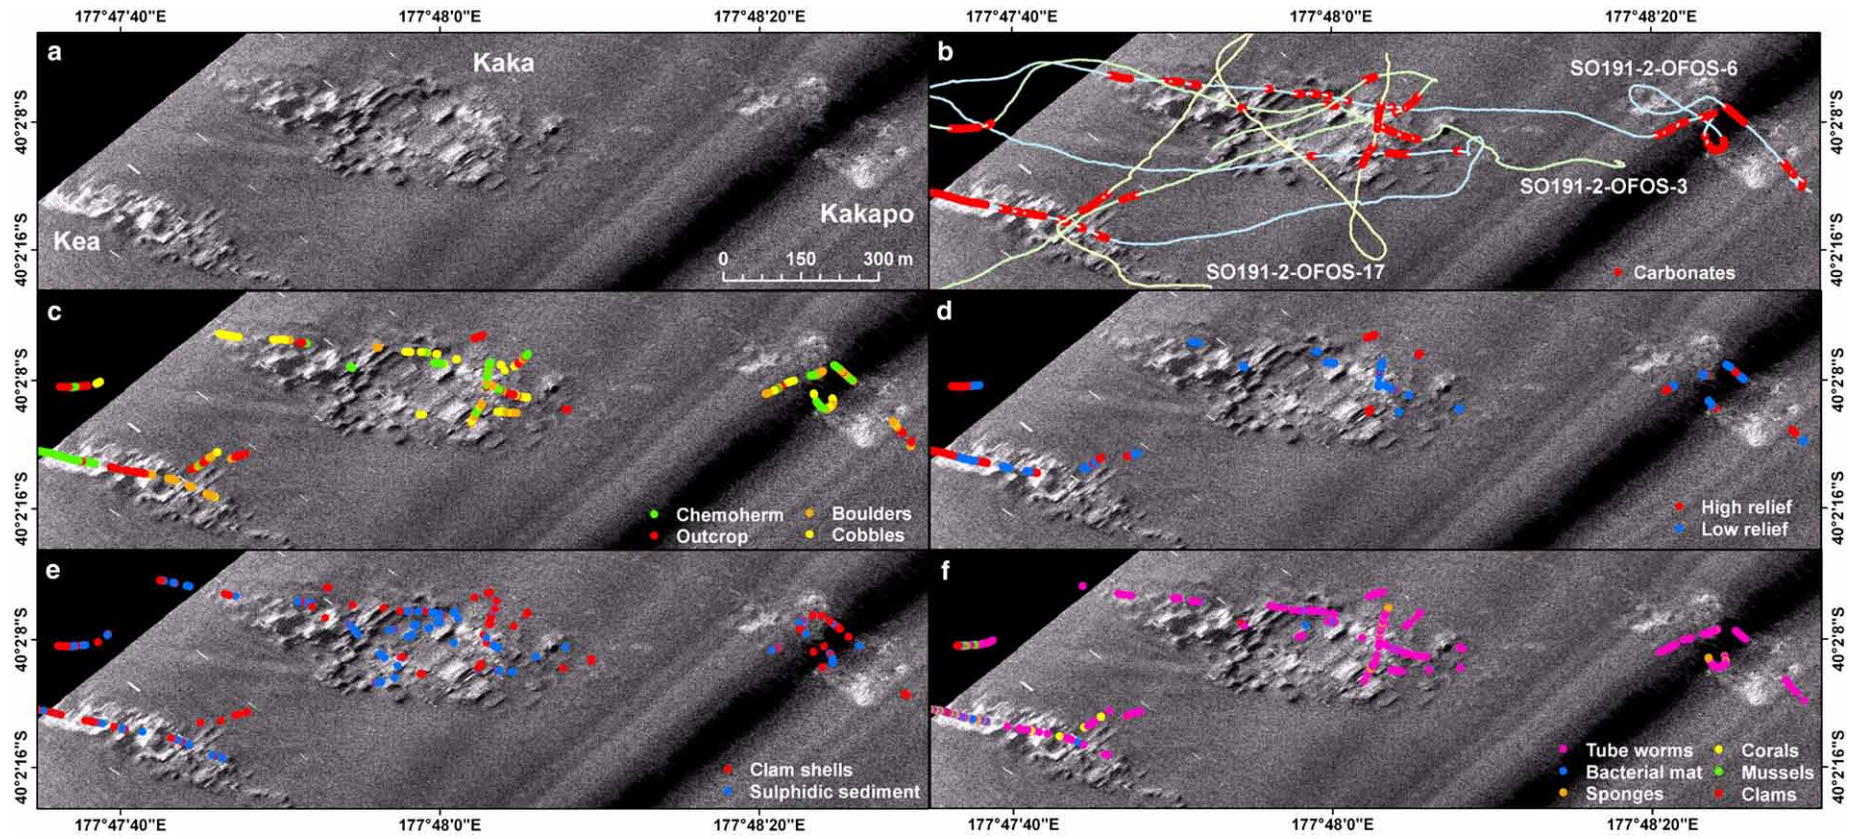 177°47'40"E 177°48'0"E 177°48'20"E 177°47'40"E 177°48'0"E 177°48'20"E
a
Kaka
Kea
Kakapo
0 150 300 m
b
SO191-2-OFOS-6
SO191-2-OFOS-3
SO191-2-OFOS-17
Carbonates
40°2'8"S
40°2'16"S
40°2'8"S
40°2'16"S
c
Chemoherm Boulders
Outcrop Cobbles
d
High relief
Low relief
40°2'8"S
40°2'16"S
40°2'8"S
40°2'16"S
e
Clam shells
Sulphidic sediment
f
Tube worms Corals
Bacterial mat Mussels
Sponges Clams
40°2'8"S
40°2'16"S
40°2'8"S
40°2'16"S
177°47'40"E 177°48'0"E 177°48'20"E 177°47'40"E 177°48'0"E 177°48'20"E